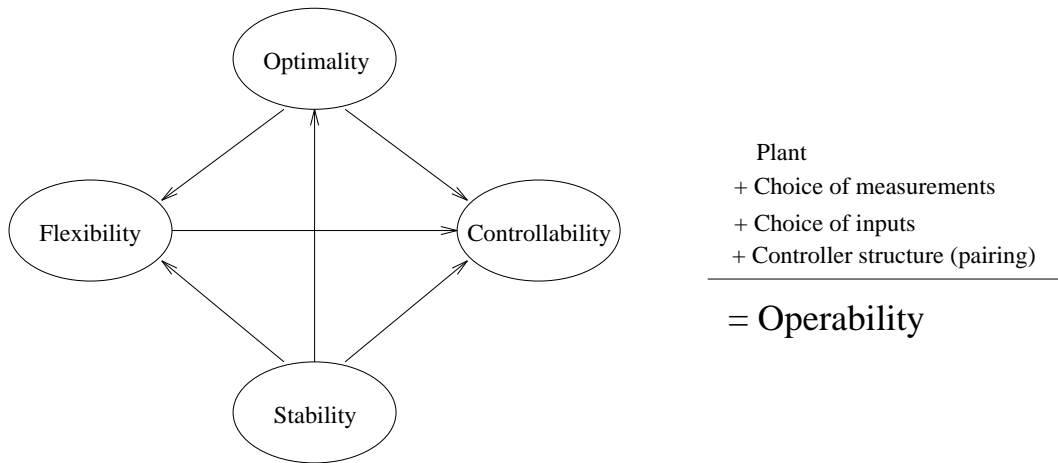 Optimality
Flexibility
Controllability
Stability
Plant
+ Choice of measurements
+ Choice of inputs
+ Controller structure (pairing)
= Operability